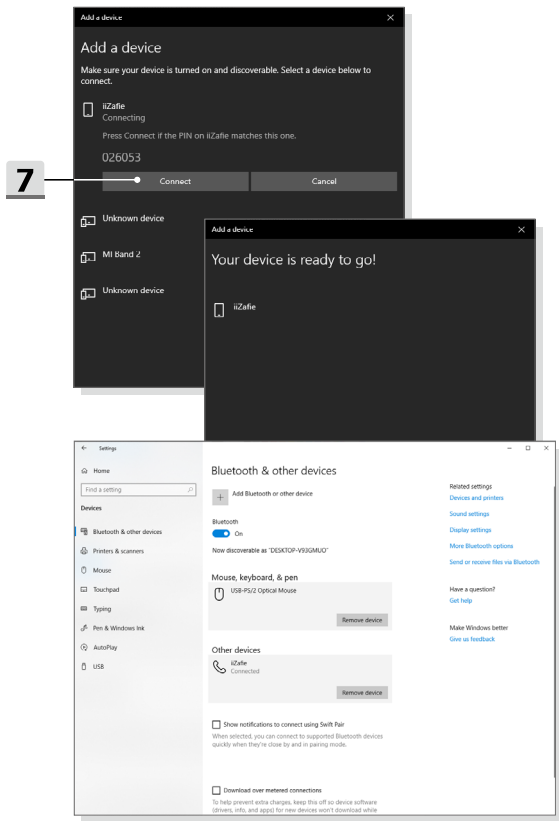 Add a device
Add a device
Make sure your device is turned on and discoverable. Select a device below to
connect.
iiZafie
Connecting
Press Connect if the PIN on iiZafie matches this one.
026053
7
Connect
Cancel
Unknown device
MI Band 2
Unknown device
Add a device
Your device is ready to go!
iiZafie
Settings
Home
Find a setting
Devices
Bluetooth & other devices
Printers & scanners
Mouse
Touchpad
Typing
Pen & Windows Ink
AutoPlay
USB
Bluetooth & other devices
Add Bluetooth or other device
Bluetooth
On
Now discoverable as "DESKTOP-V93GMUO"
Mouse, keyboard, & pen
USB-PS/2 Optical Mouse
Remove device
Other devices
iiZafie
Connected
Remove device
Show notifications to connect using Swift Pair
When selected, you can connect to supported Bluetooth devices
quickly when they're close by and in pairing mode.
Download over metered connections
To help prevent extra charges, keep this off so device software
(drivers, info, and apps) for new devices won't download while
Related settings
Devices and printers
Sound settings
Display settings
More Bluetooth options
Send or receive files via Bluetooth
Have a question?
Get help
Make Windows better
Give us feedback